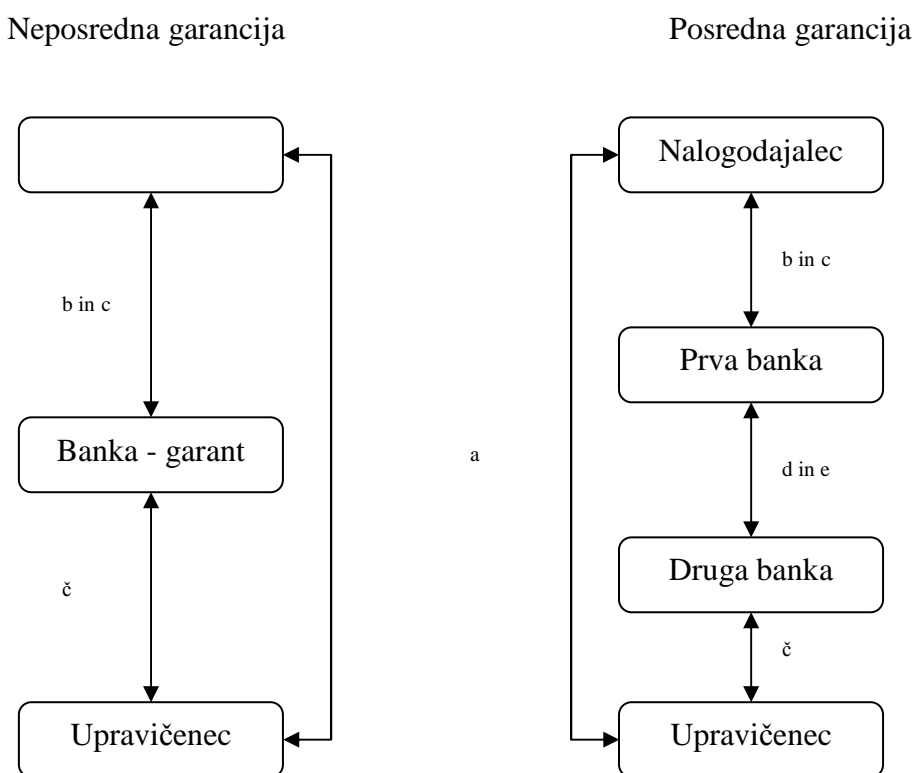 Neposredna garancija
Posredna garancija
Nalogodajalec
b in c
b in c
Prva banka
Banka - garant
a
d in e
Druga banka
č
č
Upravičenec
Upravičenec